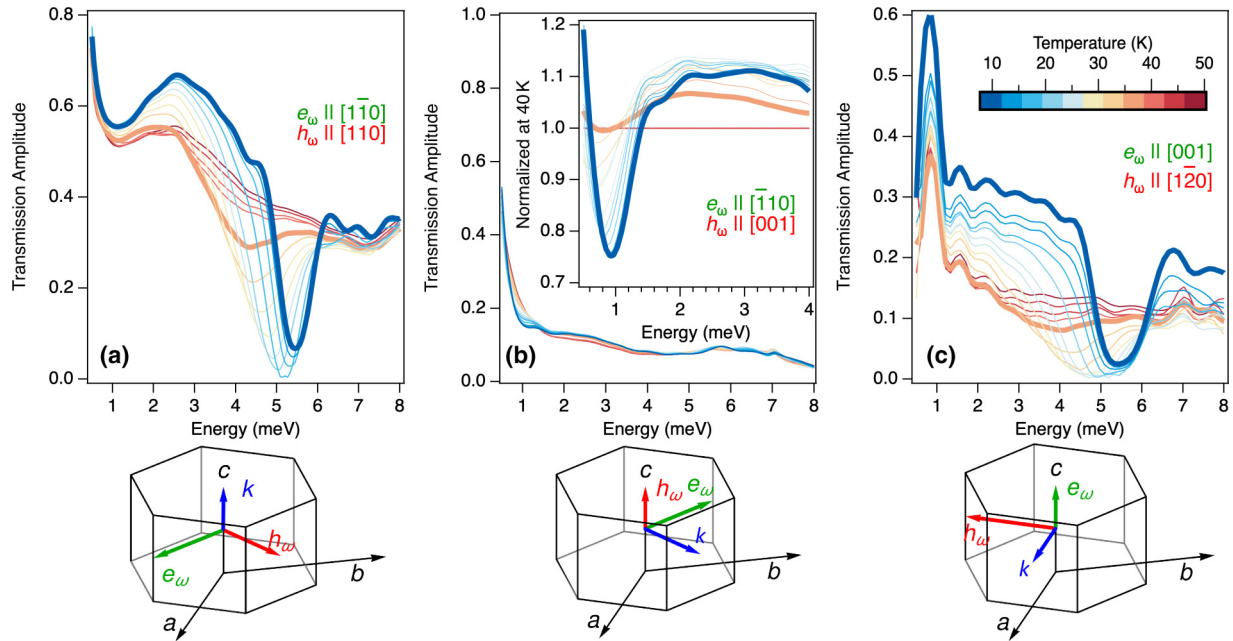 0.8
0.6
0.4
0.2
0.0
Transmission Amplitude
e_ω || [11̄0]
h_ω || [110]
(a)
1 2 3 4 5 6 7 8
Energy (meV)
1.0
0.8
0.6
0.4
0.2
0.0
Transmission Amplitude
1.2
1.1
1.0
0.9
0.8
0.7
Normalized at 40 K
e_ω || [1̄10]
h_ω || [001]
1 2 3 4
Energy (meV)
(b)
1 2 3 4 5 6 7 8
Energy (meV)
0.6
0.5
0.4
0.3
0.2
0.1
0.0
Transmission Amplitude
Temperature (K)
10 20 30 40 50
e_ω || [001]
h_ω || [12̄0]
(c)
1 2 3 4 5 6 7 8
Energy (meV)
c
k
h_ω
e_ω
b
a
c
h_ω e_ω
k
b
a
c
e_ω
h_ω
k
b
a